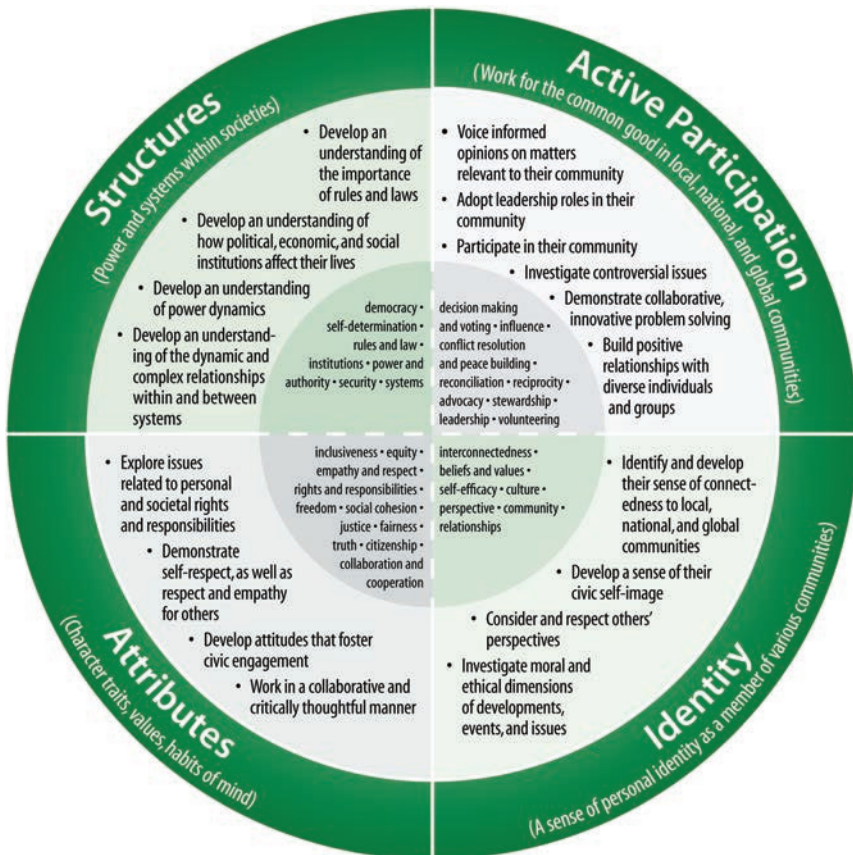 Structures
(Power and systems within societies)
• Develop an
understanding of
the importance
of rules and laws
• Develop an understanding of
how political, economic, and social
institutions affect their lives
• Develop an understanding
of power dynamics
• Develop an understand-
ing of the dynamic and
complex relationships
within and between
systems
democracy •
self-determination •
rules and law •
institutions • power and
authority • security • systems
Active Participation
(Work for the common good in local, national, and global communities)
• Voice informed
opinions on matters
relevant to their community
• Adopt leadership roles in their
community
• Participate in their community
• Investigate controversial issues
• Demonstrate collaborative,
innovative problem solving
• Build positive
relationships with
diverse individuals
and groups
decision making
and voting • influence •
conflict resolution
and peace building •
reconciliation • reciprocity •
advocacy • stewardship •
leadership • volunteering
inclusiveness • equity •
empathy and respect •
rights and responsibilities •
freedom • social cohesion •
justice • fairness •
truth • citizenship •
collaboration and
cooperation
• Explore issues
related to personal
and societal rights
and responsibilities
• Demonstrate
self-respect, as well as
respect and empathy
for others
• Develop attitudes that foster
civic engagement
• Work in a collaborative and
critically thoughtful manner
Attributes
(Character traits, values, habits of mind)
interconnectedness •
beliefs and values •
self-efficacy • culture •
perspective • community •
relationships
• Identify and develop
their sense of connect-
edness to local,
national, and global
communities
• Develop a sense of their
civic self-image
• Consider and respect others'
perspectives
• Investigate moral and
ethical dimensions
of developments,
events, and issues
Identity
(A sense of personal identity as a member of various communities)